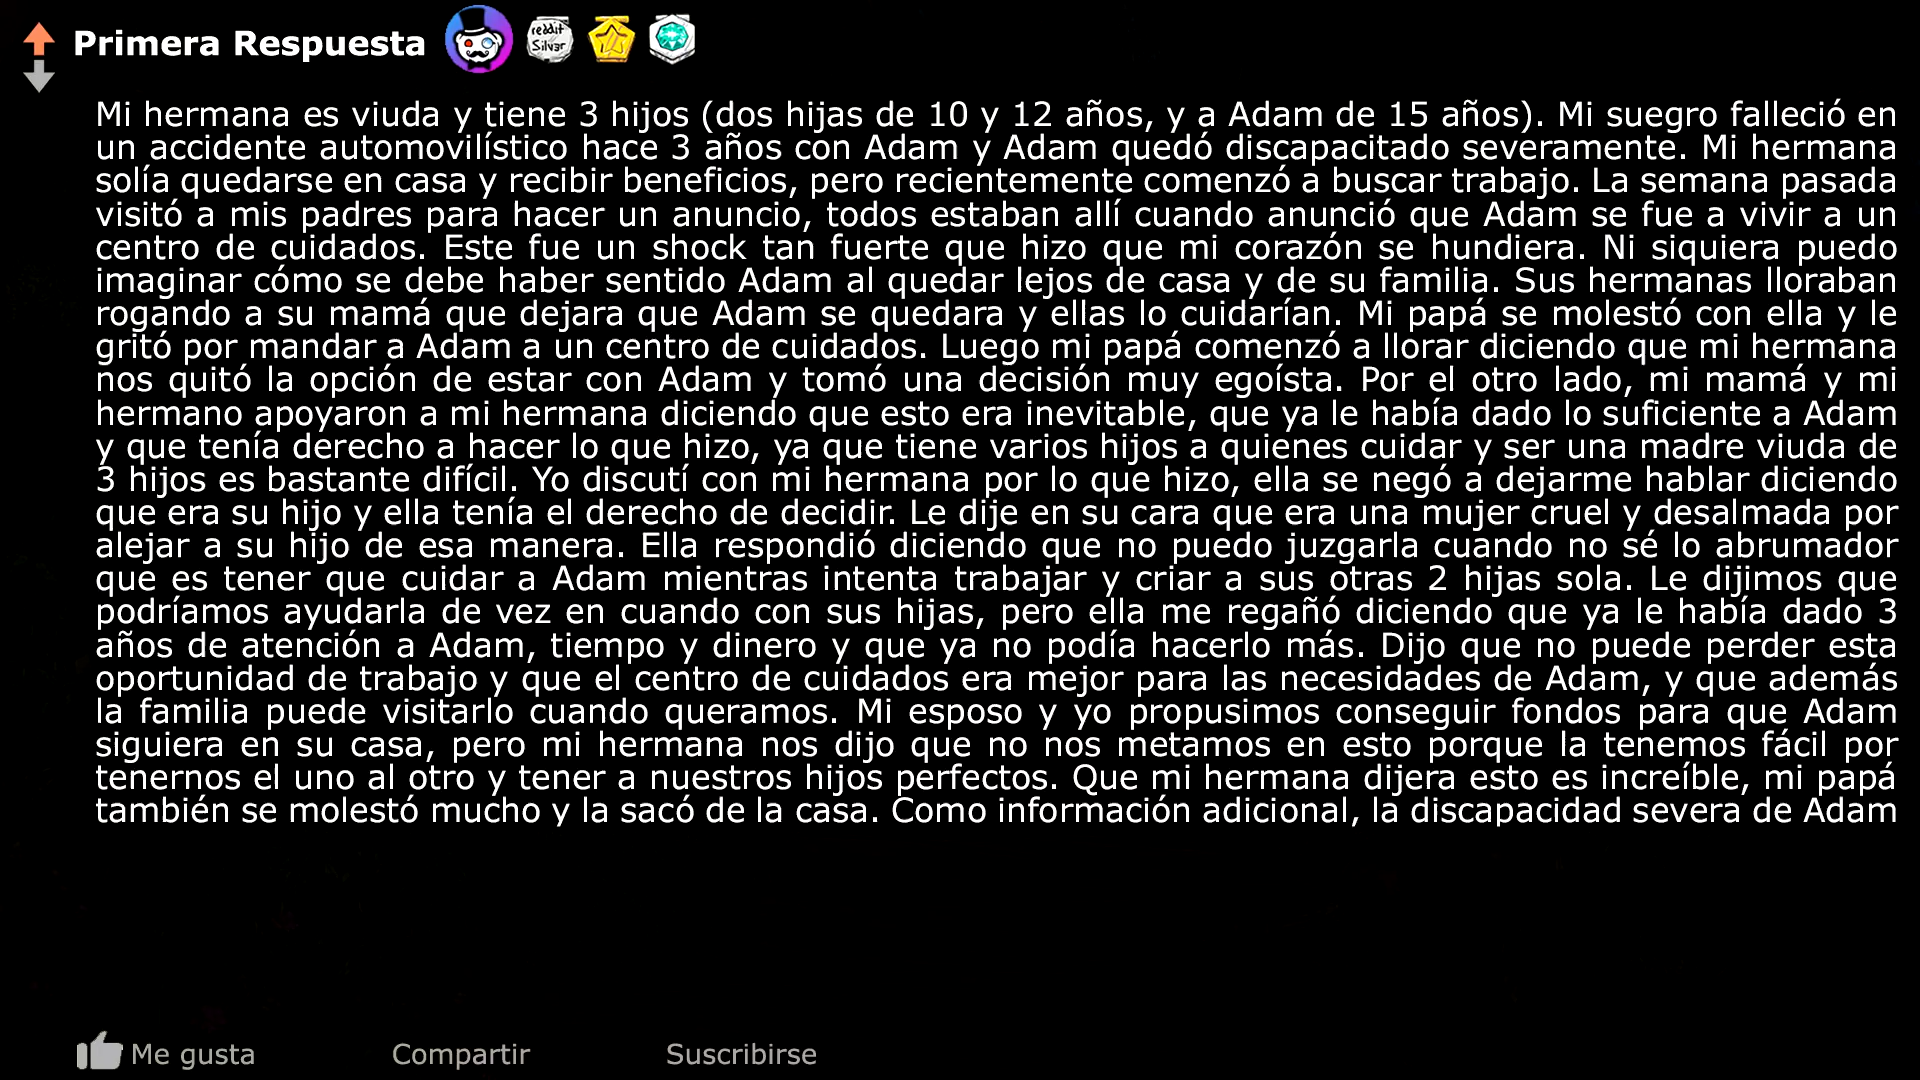 Primera Respuesta
reddit
Silver
Mi hermana es viuda y tiene 3 hijos (dos hijas de 10 y 12 años, y a Adam de 15 años). Mi suegro falleció en
un accidente automovilístico hace 3 años con Adam y Adam quedó discapacitado severamente. Mi hermana
solía quedarse en casa y recibir beneficios, pero recientemente comenzó a buscar trabajo. La semana pasada
visitó a mis padres para hacer un anuncio, todos estaban allí cuando anunció que Adam se fue a vivir a un
centro de cuidados. Este fue un shock tan fuerte que hizo que mi corazón se hundiera. Ni siquiera puedo
imaginar cómo se debe haber sentido Adam al quedar lejos de casa y de su familia. Sus hermanas lloraban
rogando a su mamá que dejara que Adam se quedara y ellas lo cuidarían. Mi papá se molestó con ella y le
gritó por mandar a Adam a un centro de cuidados. Luego mi papá comenzó a llorar diciendo que mi hermana
nos quitó la opción de estar con Adam y tomó una decisión muy egoísta. Por el otro lado, mi mamá y mi
hermano apoyaron a mi hermana diciendo que esto era inevitable, que ya le había dado lo suficiente a Adam
y que tenía derecho a hacer lo que hizo, ya que tiene varios hijos a quienes cuidar y ser una madre viuda de
3 hijos es bastante difícil. Yo discutí con mi hermana por lo que hizo, ella se negó a dejarme hablar diciendo
que era su hijo y ella tenía el derecho de decidir. Le dije en su cara que era una mujer cruel y desalmada por
alejar a su hijo de esa manera. Ella respondió diciendo que no puedo juzgarla cuando no sé lo abrumador
que es tener que cuidar a Adam mientras intenta trabajar y criar a sus otras 2 hijas sola. Le dijimos que
podríamos ayudarla de vez en cuando con sus hijas, pero ella me regañó diciendo que ya le había dado 3
años de atención a Adam, tiempo y dinero y que ya no podía hacerlo más. Dijo que no puede perder esta
oportunidad de trabajo y que el centro de cuidados era mejor para las necesidades de Adam, y que además
la familia puede visitarlo cuando queramos. Mi esposo y yo propusimos conseguir fondos para que Adam
siguiera en su casa, pero mi hermana nos dijo que no nos metamos en esto porque la tenemos fácil por
tenernos el uno al otro y tener a nuestros hijos perfectos. Que mi hermana dijera esto es increíble, mi papá
también se molestó mucho y la sacó de la casa. Como información adicional, la discapacidad severa de Adam
Me gusta
Compartir
Suscribirse